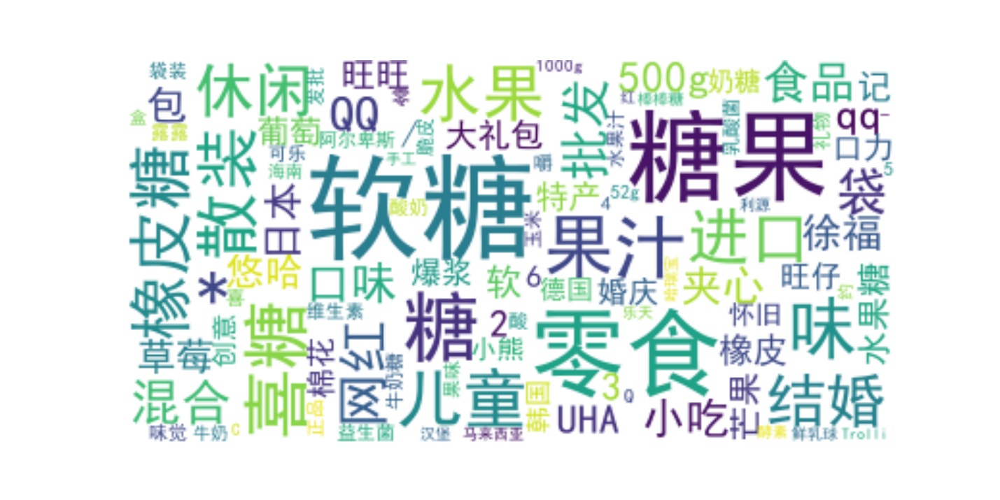 袋装
休闲
批发
旺旺
水果
1000g
500g
奶糖
食品
记
包
QQ
批发
红
棒棒糖
盒
露露
葡萄
阿尔卑斯
/
脆皮
大礼包
水果汁
糖果
乳酸菌
礼物
qq
-
口力
橡皮糖
散装
可乐
海南
手工
嚼
日本
软糖
酸奶
特产
4
52g
利源
袋
5
玉米
果汁
进口
徐福
悠哈
*
喜
口味
爆浆
软
6
德国
婚庆
夹心
旺仔
水果糖
草莓
创意
喜糖
维生素
糖
2
酸
小熊
零食
乐天
怀旧
味
橡皮
棉花
网红
牛奶糖
果味
儿童
韩国
3
Q
混合
正品
UHA
小吃
芒果
结婚
味觉
牛奶
C
益生菌
汉堡
马来西亚
酵素
鲜乳球
Trolli